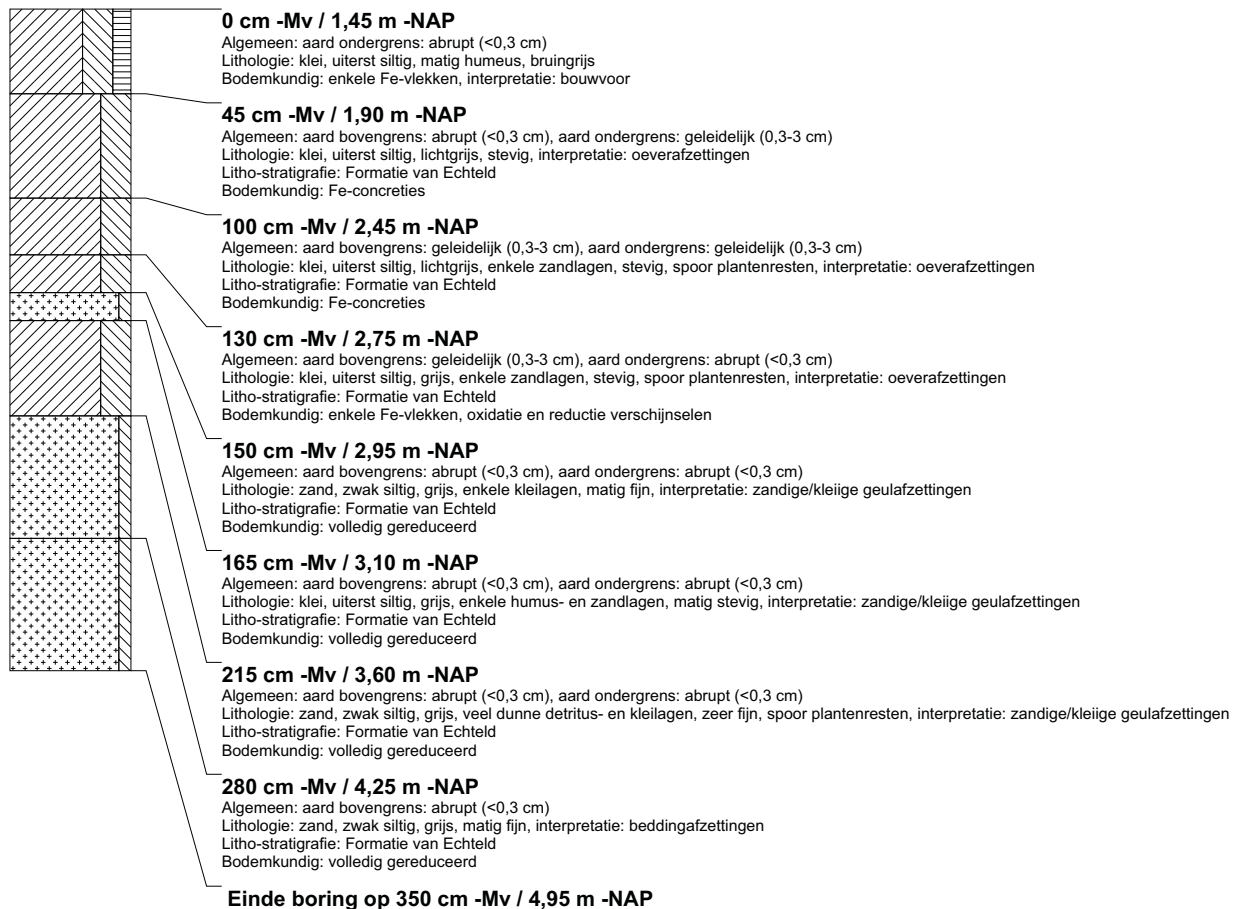 0 cm -Mv / 1,45 m -NAP
Algemeen: aard ondergrens: abrupt (<0,3 cm)
Lithologie: klei, uiterst siltig, matig humeus, bruingrijs
Bodemkundig: enkele Fe-vlekken, interpretatie: bouwvoor
45 cm -Mv / 1,90 m -NAP
Algemeen: aard bovengrens: abrupt (<0,3 cm), aard ondergrens: geleidelijk (0,3-3 cm)
Lithologie: klei, uiterst siltig, lichtgrijs, stevig, interpretatie: oeverafzettingen
Litho-stratigrafie: Formatie van Echteld
Bodemkundig: Fe-concreties
100 cm -Mv / 2,45 m -NAP
Algemeen: aard bovengrens: geleidelijk (0,3-3 cm), aard ondergrens: geleidelijk (0,3-3 cm)
Lithologie: klei, uiterst siltig, lichtgrijs, enkele zandlagen, stevig, spoor plantenresten, interpretatie: oeverafzettingen
Litho-stratigrafie: Formatie van Echteld
Bodemkundig: Fe-concreties
130 cm -Mv / 2,75 m -NAP
Algemeen: aard bovengrens: geleidelijk (0,3-3 cm), aard ondergrens: abrupt (<0,3 cm)
Lithologie: klei, uiterst siltig, grijs, enkele zandlagen, stevig, spoor plantenresten, interpretatie: oeverafzettingen
Litho-stratigrafie: Formatie van Echteld
Bodemkundig: enkele Fe-vlekken, oxidatie en reductie verschijnselen
150 cm -Mv / 2,95 m -NAP
Algemeen: aard bovengrens: abrupt (<0,3 cm), aard ondergrens: abrupt (<0,3 cm)
Lithologie: zand, zwak siltig, grijs, enkele kleilagen, matig fijn, interpretatie: zandige/kleiige geulafzettingen
Litho-stratigrafie: Formatie van Echteld
Bodemkundig: volledig gereduceerd
165 cm -Mv / 3,10 m -NAP
Algemeen: aard bovengrens: abrupt (<0,3 cm), aard ondergrens: abrupt (<0,3 cm)
Lithologie: klei, uiterst siltig, grijs, enkele humus- en zandlagen, matig stevig, interpretatie: zandige/kleiige geulafzettingen
Litho-stratigrafie: Formatie van Echteld
Bodemkundig: volledig gereduceerd
215 cm -Mv / 3,60 m -NAP
Algemeen: aard bovengrens: abrupt (<0,3 cm), aard ondergrens: abrupt (<0,3 cm)
Lithologie: zand, zwak siltig, grijs, veel dunne detritus- en kleilagen, zeer fijn, spoor plantenresten, interpretatie: zandige/kleiige geulafzettingen
Litho-stratigrafie: Formatie van Echteld
Bodemkundig: volledig gereduceerd
280 cm -Mv / 4,25 m -NAP
Algemeen: aard bovengrens: abrupt (<0,3 cm)
Lithologie: zand, zwak siltig, grijs, matig fijn, interpretatie: beddingafzettingen
Litho-stratigrafie: Formatie van Echteld
Bodemkundig: volledig gereduceerd
Einde boring op 350 cm -Mv / 4,95 m -NAP